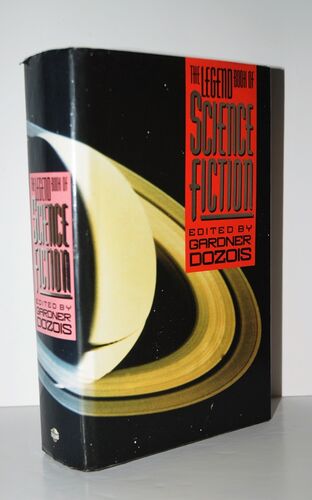 THE LEGEND BOOK OF
SCIENCE
FICTION
EDITED BY
GARDNER
DOZOIS
THE LEGEND BOOK OF
SCIENCE
FICTION
EDITED BY
GARDNER
DOZOIS